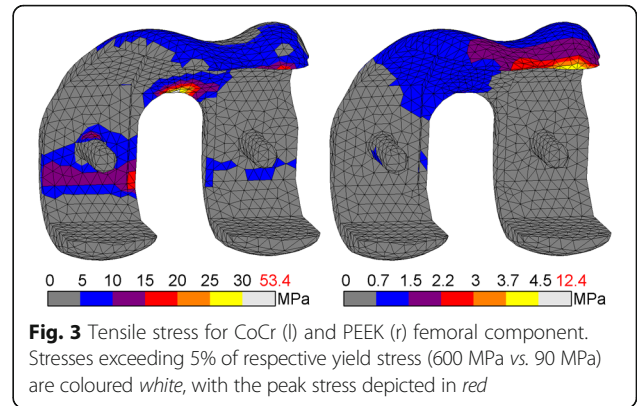 0 5 10 15 20 25 30 53.4
MPa
0 0.7 1.5 2.2 3 3.7 4.5 12.4
MPa
Fig. 3 Tensile stress for CoCr (l) and PEEK (r) femoral component.
Stresses exceeding 5% of respective yield stress (600 MPa vs. 90 MPa)
are coloured white, with the peak stress depicted in red